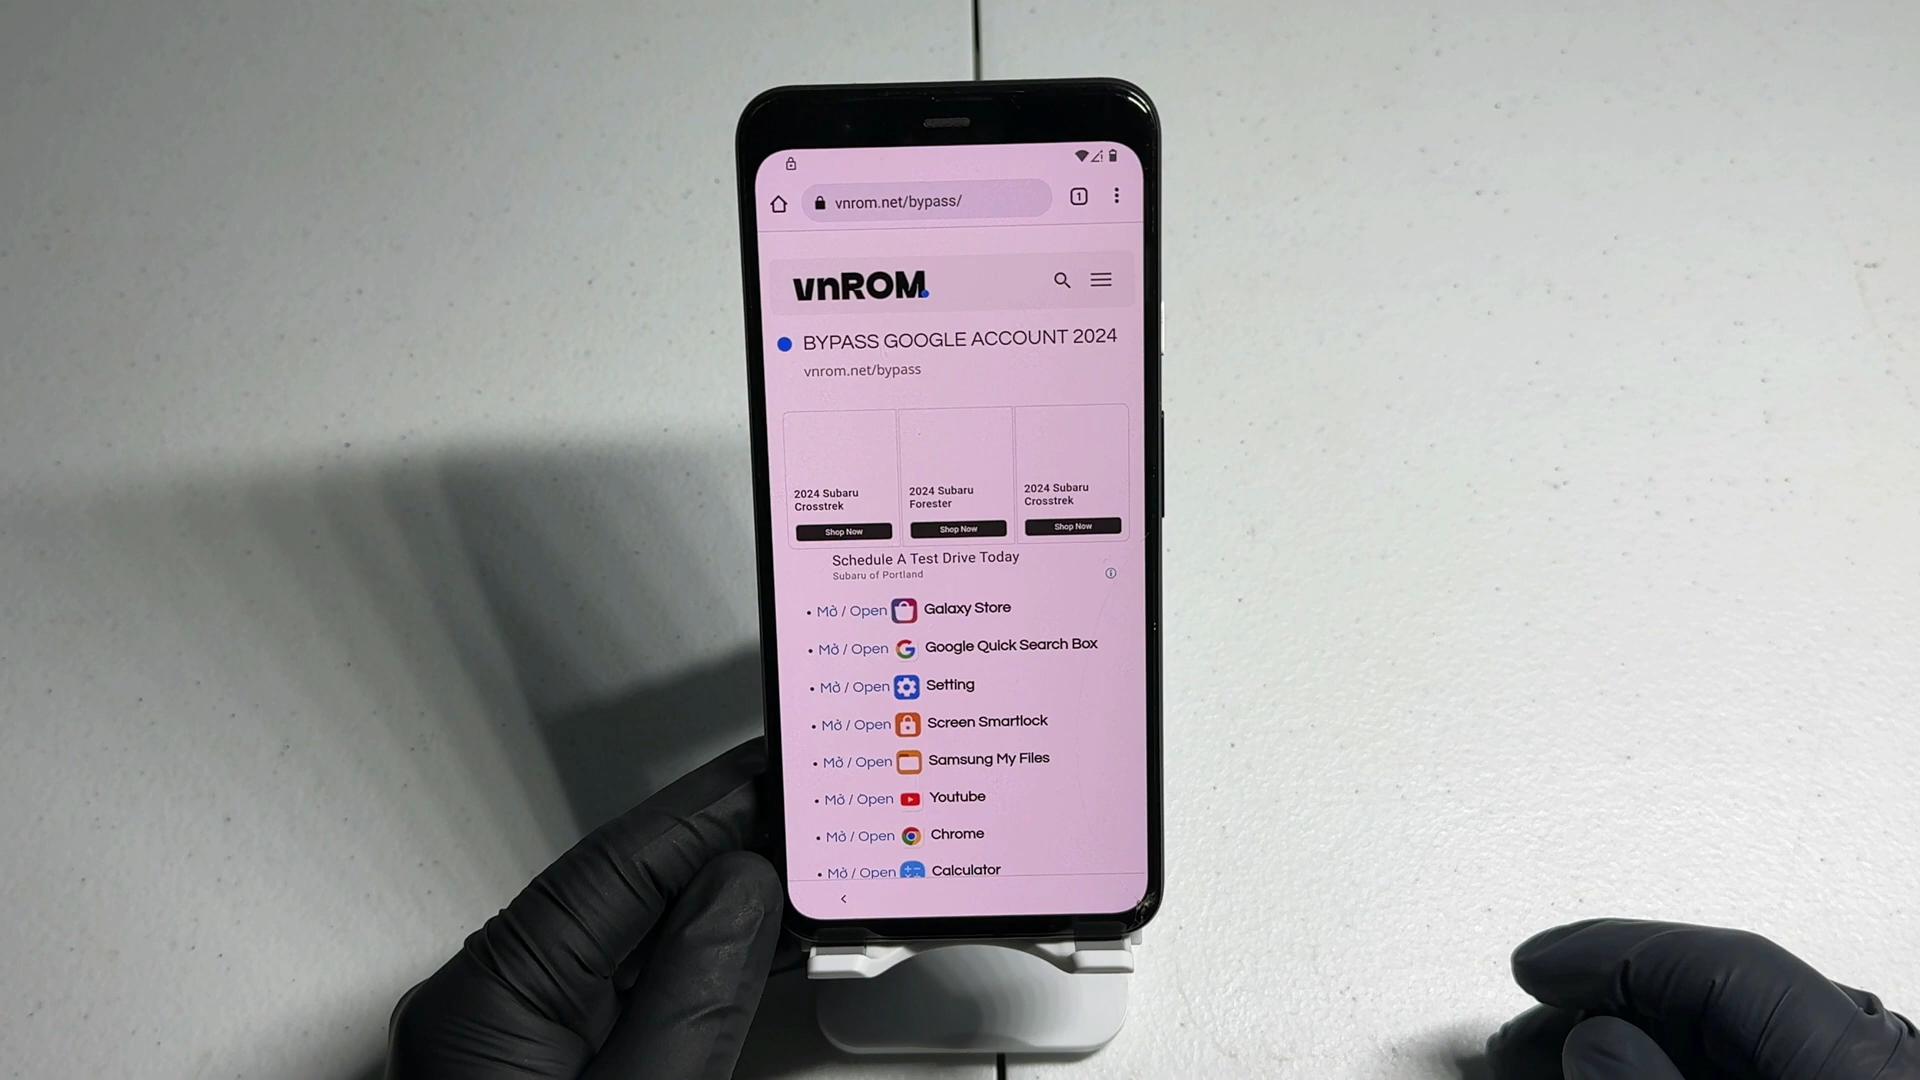 1
vnrom.net/bypass/
vnROM.
BYPASS GOOGLE ACCOUNT 2024
vnrom.net/bypass
2024 Subaru
Crosstrek
Shop Now
2024 Subaru
Forester
Shop Now
2024 Subaru
Crosstrek
Shop Now
Schedule A Test Drive Today
Subaru of Portland
• Mở / Open Galaxy Store
• Mở / Open Google Quick Search Box
• Mở / Open Setting
• Mở / Open Screen Smartlock
• Mở / Open Samsung My Files
• Mở / Open Youtube
• Mở / Open Chrome
• Mở / Open Calculator